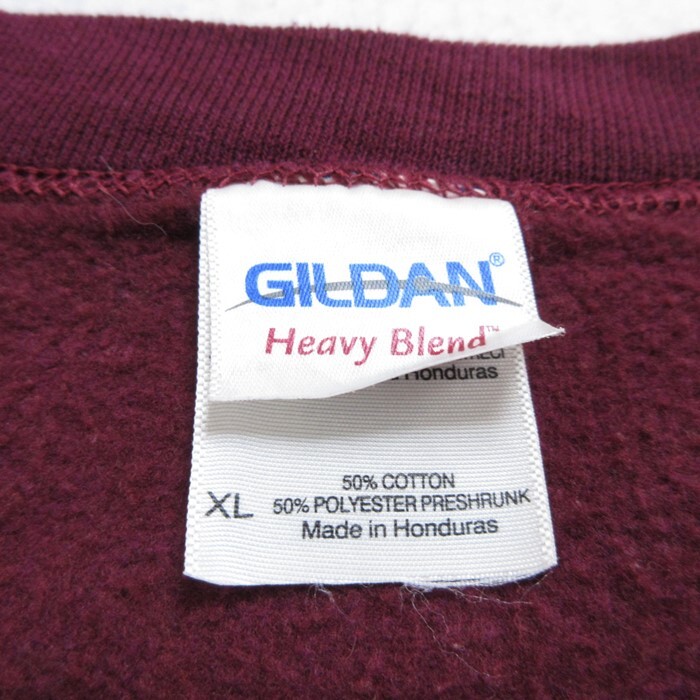 GILDAN®
Heavy Blend™
Honduras
XL
50% COTTON
50% POLYESTER PRESHRUNK
Made in Honduras